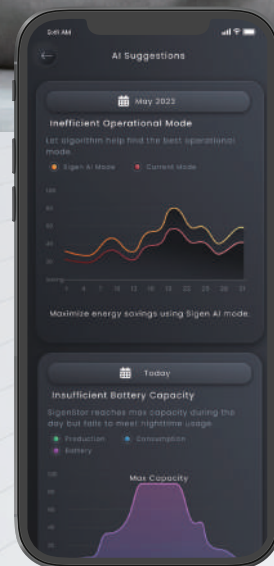 AI Suggestions
May 2023
Inefficient Operational Mode
Let algorithm help find the best operational
mode.
Sigen AI Mode
Current Mode
Maximize energy savings using Sigen AI mode.
Today
Insufficient Battery Capacity
SigenStor reaches max capacity during the
day but fails to meet nighttime usage.
Production
Consumption
Battery
Max Capacity